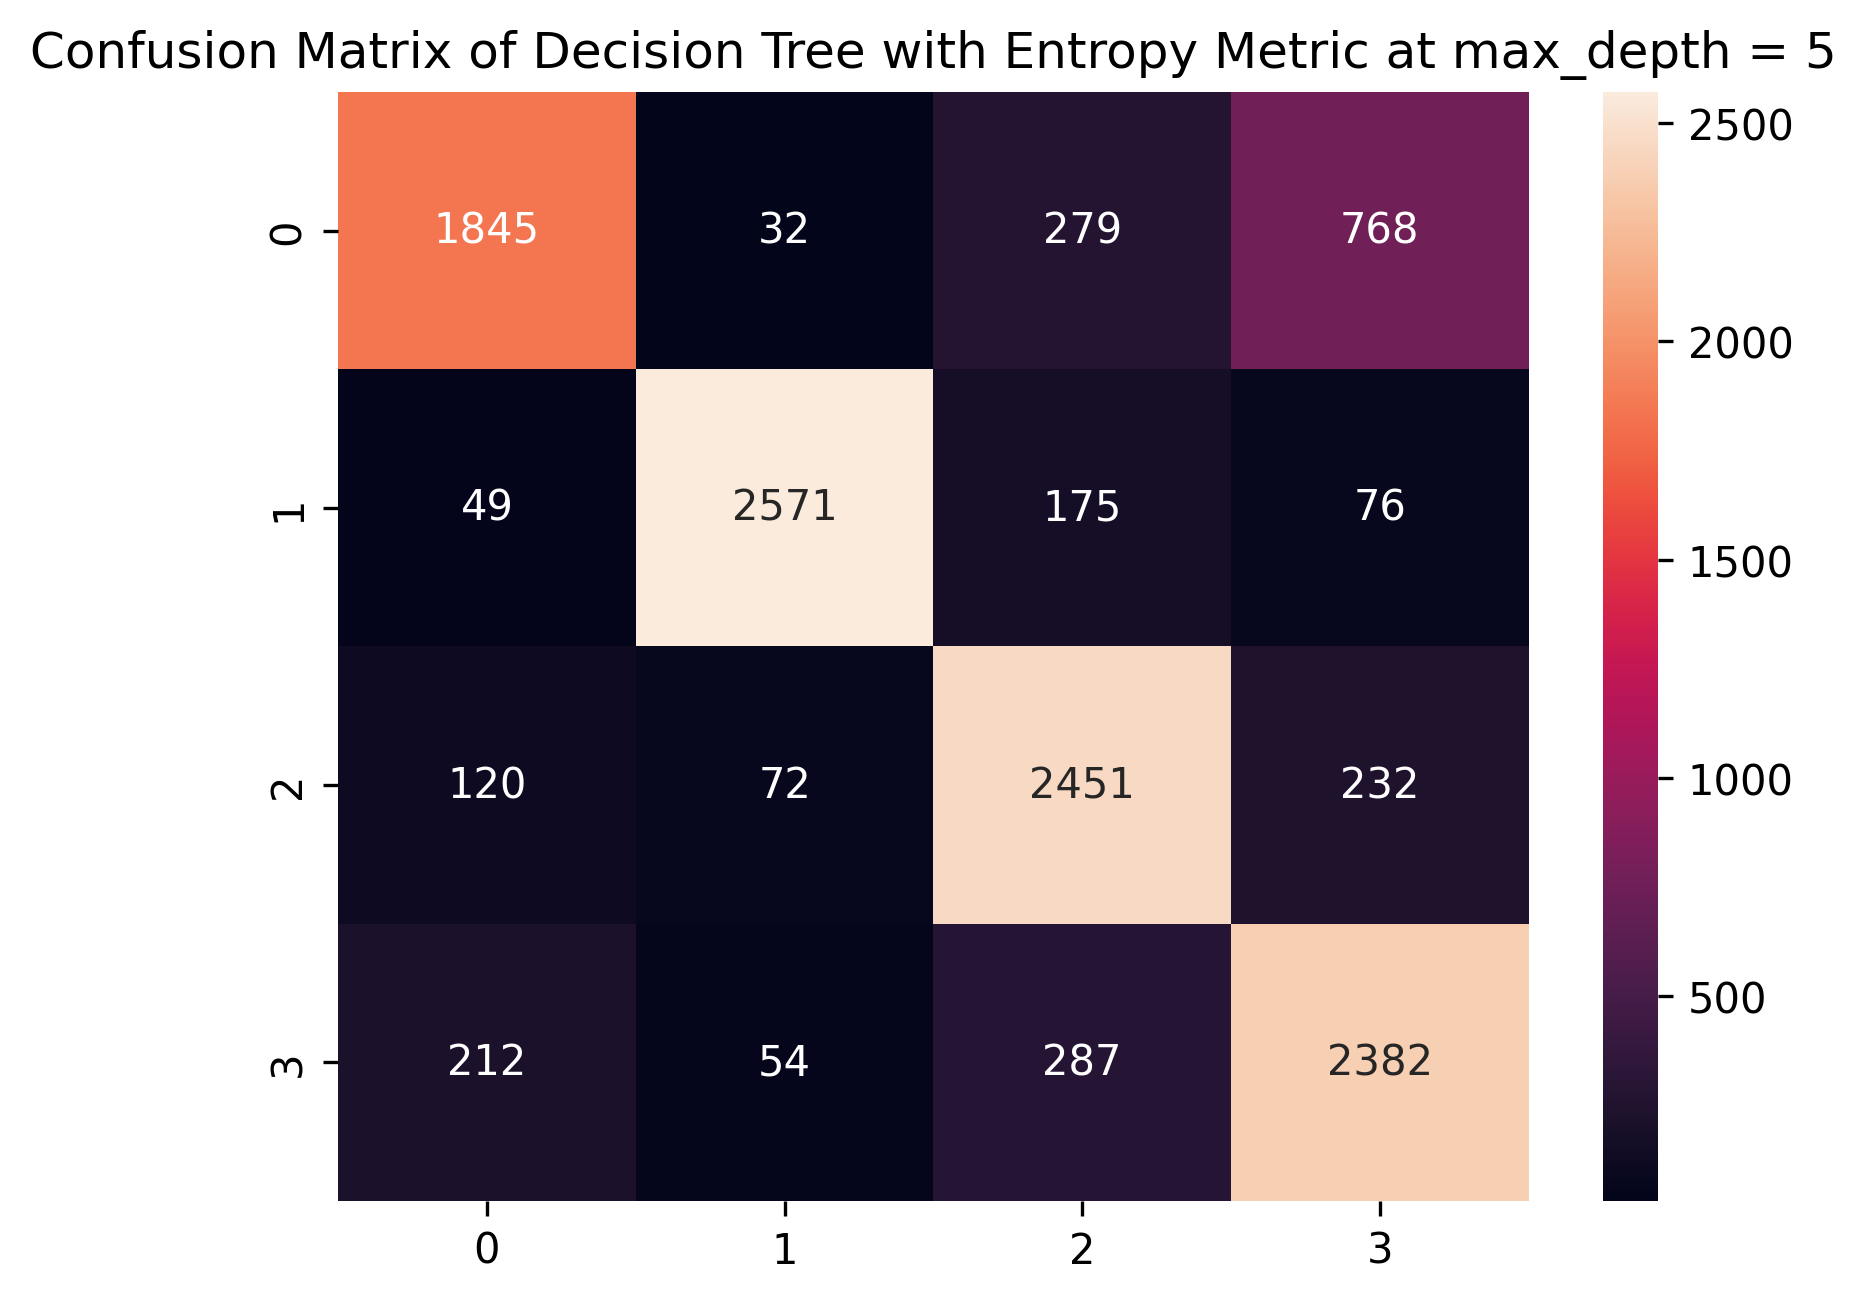 Confusion Matrix of Decision Tree with Entropy Metric at max_depth = 5
0 1845 32 279 768
1 49 2571 175 76
2 120 72 2451 232
3 212 54 287 2382
0 1 2 3
2500
2000
1500
1000
500